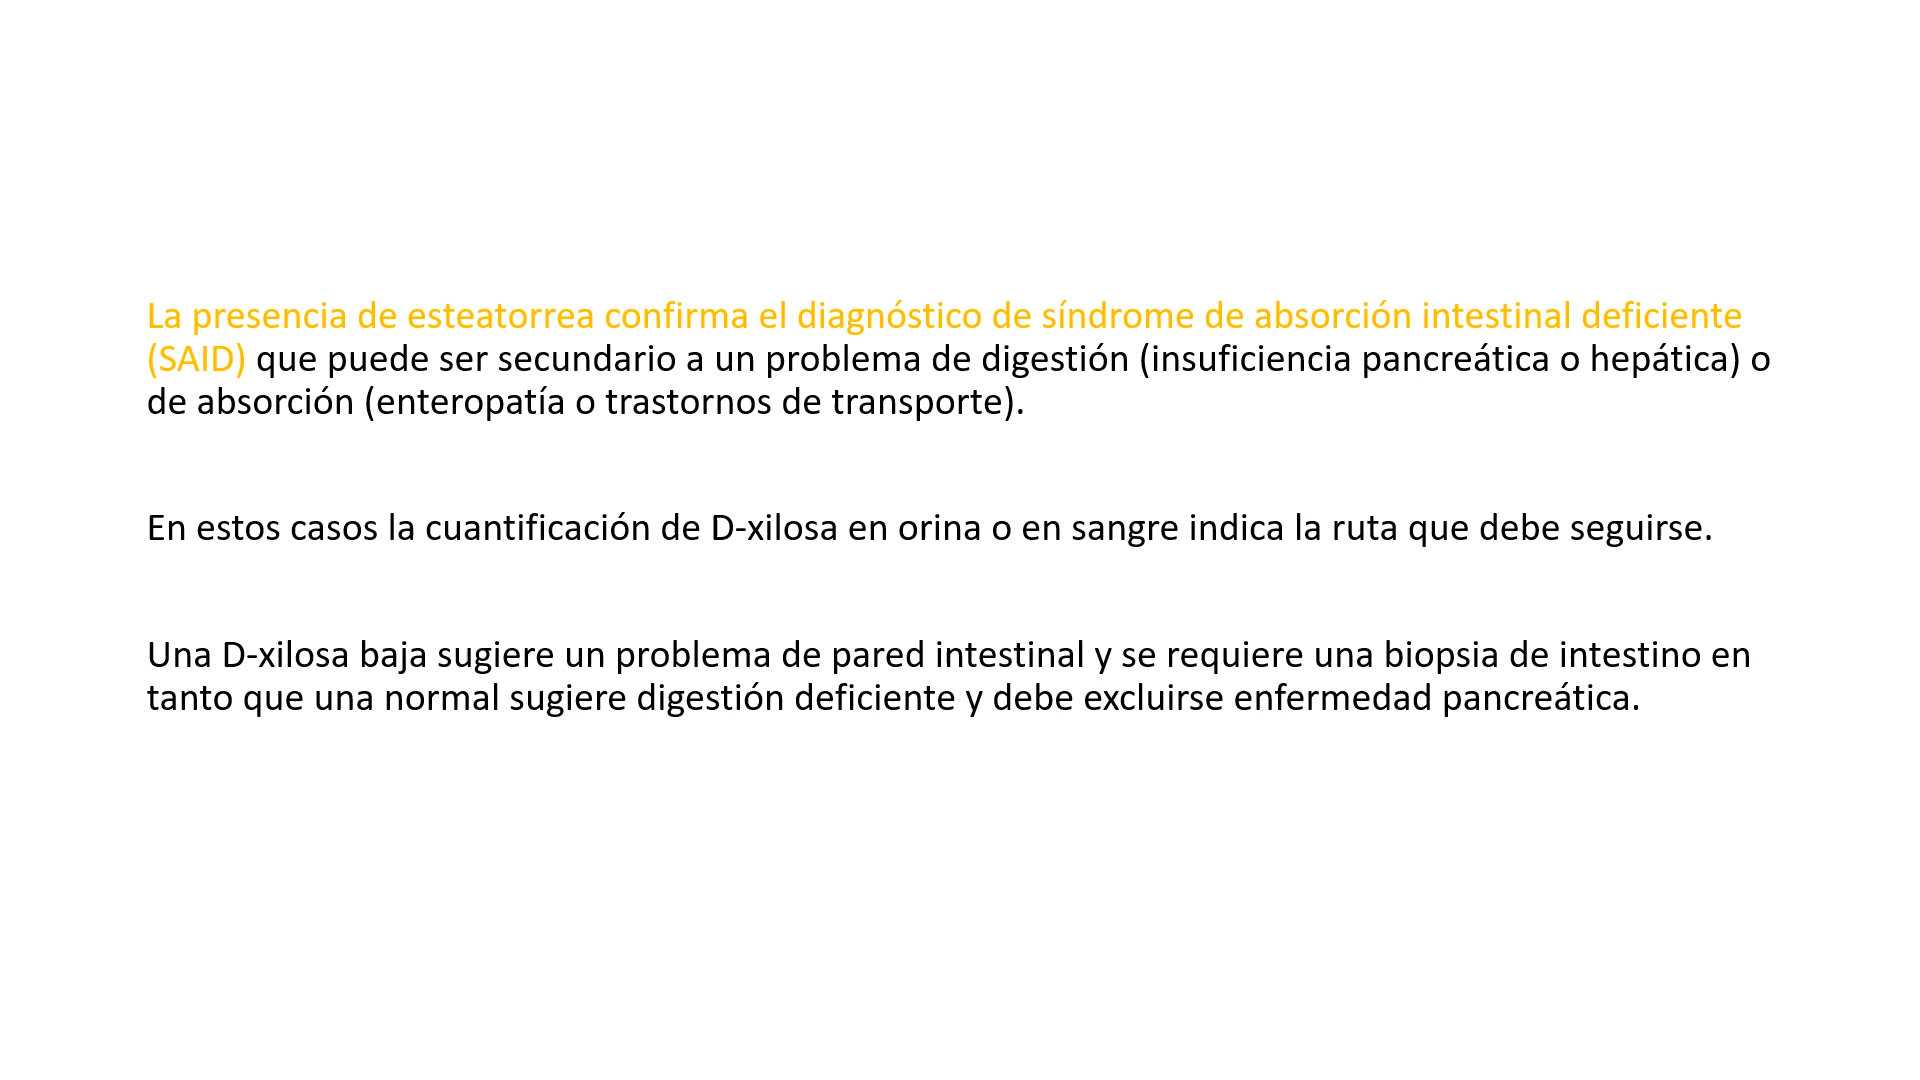 La presencia de esteatorrea confirma el diagnóstico de síndrome de absorción intestinal deficiente
(SAID) que puede ser secundario a un problema de digestión (insuficiencia pancreática o hepática) o
de absorción (enteropatía o trastornos de transporte).
En estos casos la cuantificación de D-xilosa en orina o en sangre indica la ruta que debe seguirse.
Una D-xilosa baja sugiere un problema de pared intestinal y se requiere una biopsia de intestino en
tanto que una normal sugiere digestión deficiente y debe excluirse enfermedad pancreática.